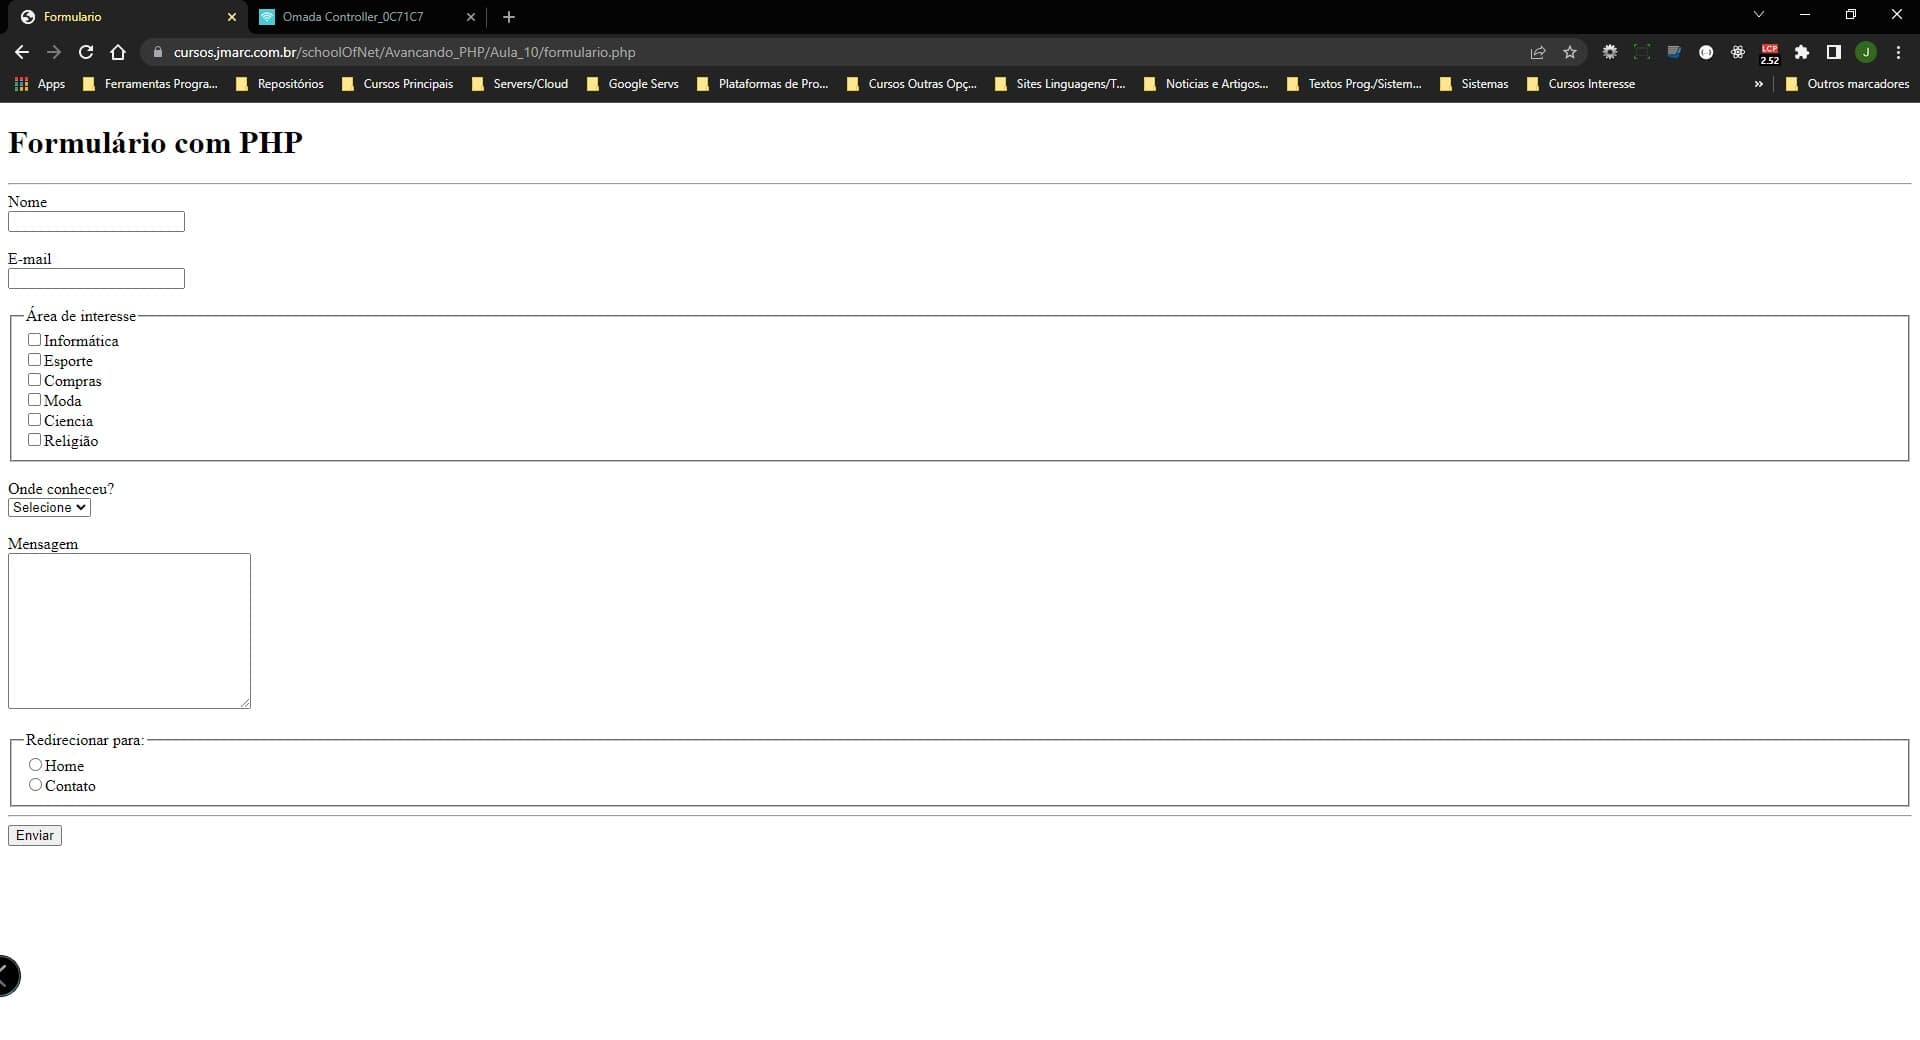 Formulario
Omada Controller_0C71C7
cursos.jmarc.com.br/schoolOfNet/Avancando_PHP/Aula_10/formulario.php
LCP
2.52
J
Apps
Ferramentas Progra...
Repositórios
Cursos Principais
Servers/Cloud
Google Servs
Plataformas de Pro...
Cursos Outras Opç...
Sites Linguagens/T...
Noticias e Artigos...
Textos Prog./Sistem...
Sistemas
Cursos Interesse
»
Outros marcadores
Formulário com PHP
Nome
E-mail
Área de interesse
Informática
Esporte
Compras
Moda
Ciencia
Religião
Onde conheceu?
Selecione
Mensagem
Redirecionar para:
Home
Contato
Enviar